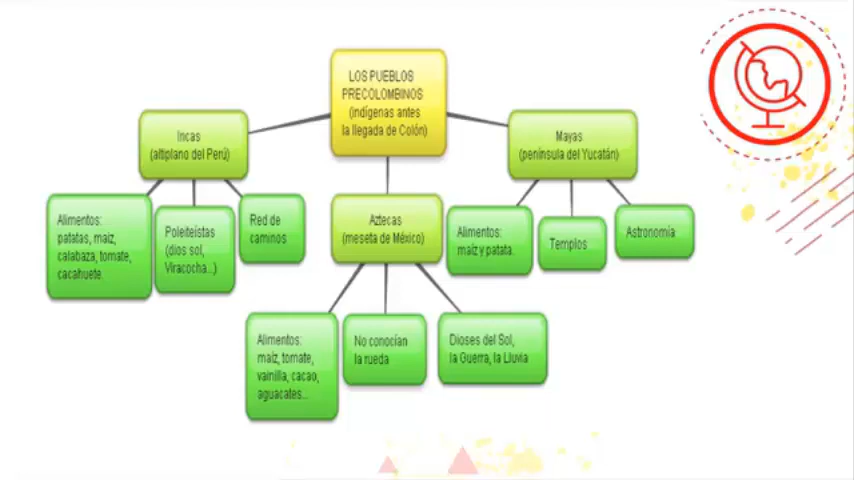 LOS PUEBLOS
PRECOLOMBINOS
(indígenas antes
la llegada de Colón)
Incas
(altiplano del Perú)
Alimentos:
patatas, maiz,
calabaza, tomate,
cacahuete.
Poleiteístas
(dios sol,
Viracocha...)
Red de
caminos
Aztecas
(meseta de México)
Alimentos:
maíz, tomate,
vainilla, cacao,
aguacates...
No conocían
la rueda
Dioses del Sol,
la Guerra, la Lluvia
Mayas
(península del Yucatán)
Alimentos:
maíz y patata.
Templos
Astronomía